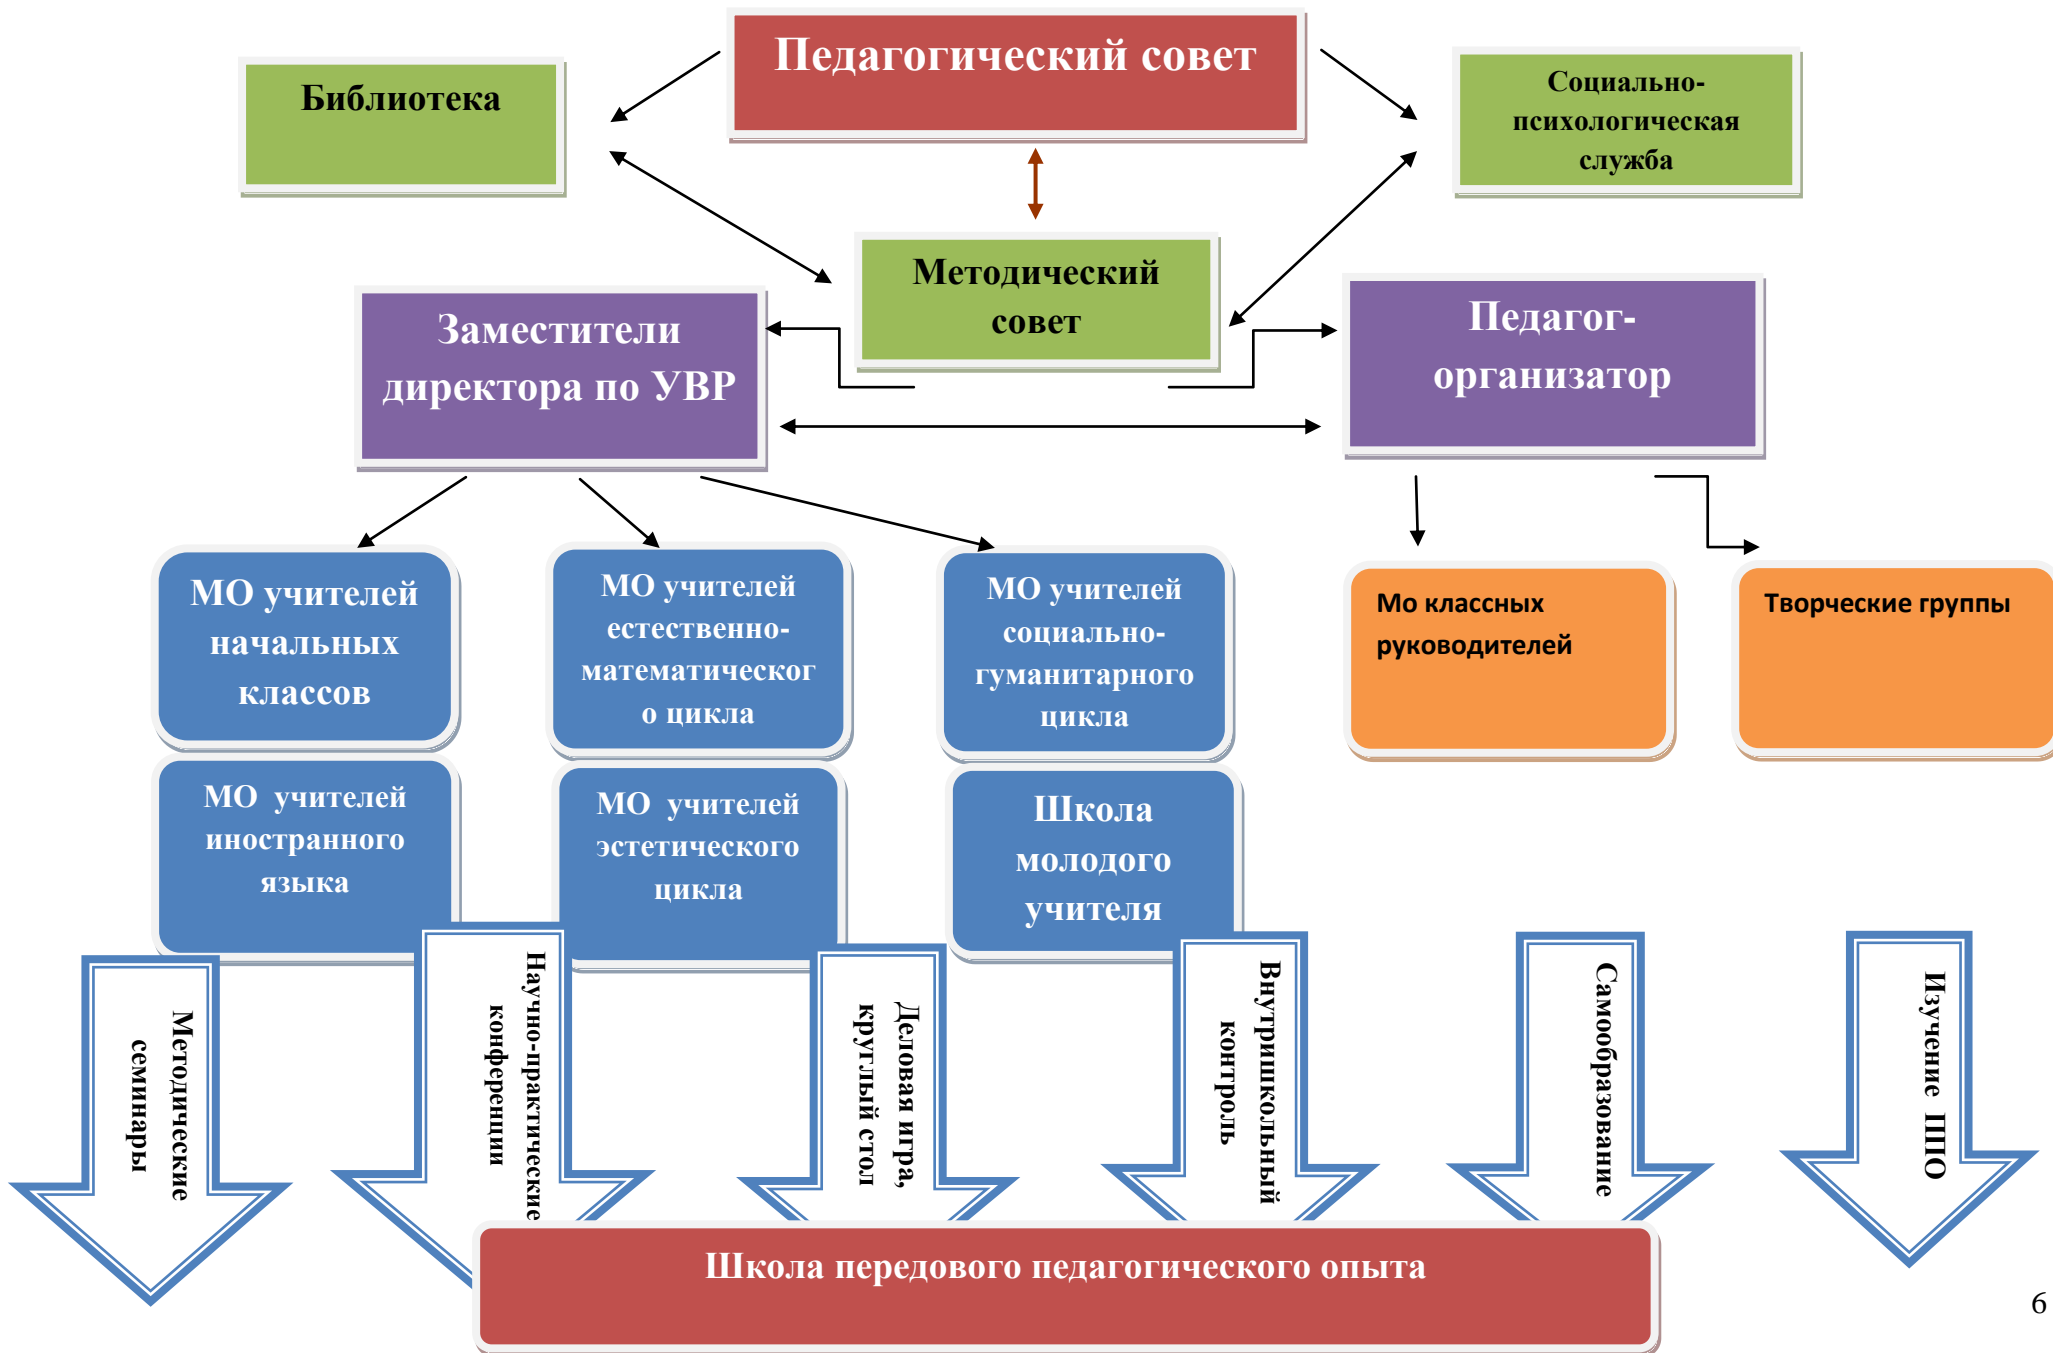 Педагогический совет
Библиотека
Социально-
психологическая
служба
Методический
совет
Заместители
директора по УВР
Педагог-
организатор
МО учителей
начальных
классов
МО учителей
естественно-
математическог
о цикла
МО учителей
социально-
гуманитарного
цикла
Мо классных
руководителей
Творческие группы
МО учителей
иностранного
языка
МО учителей
эстетического
цикла
Школа
молодого
учителя
Методические
семинары
Научно-практические
конференции
Деловая игра,
круглый стол
Внутришкольный
контроль
Самообразование
Изучение ППО
Школа передового педагогического опыта
6